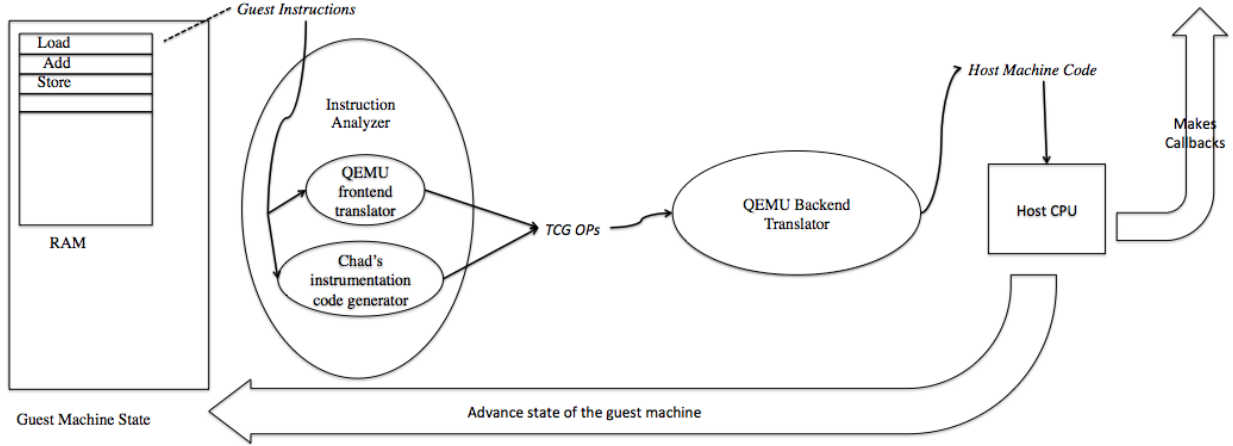 Guest Instructions
Load
Add
Store
RAM
Guest Machine State
Instruction
Analyzer
QEMU
frontend
translator
Chad's
instrumentation
code generator
TCG OPs
QEMU Backend
Translator
Host Machine Code
Host CPU
Makes
Callbacks
Advance state of the guest machine